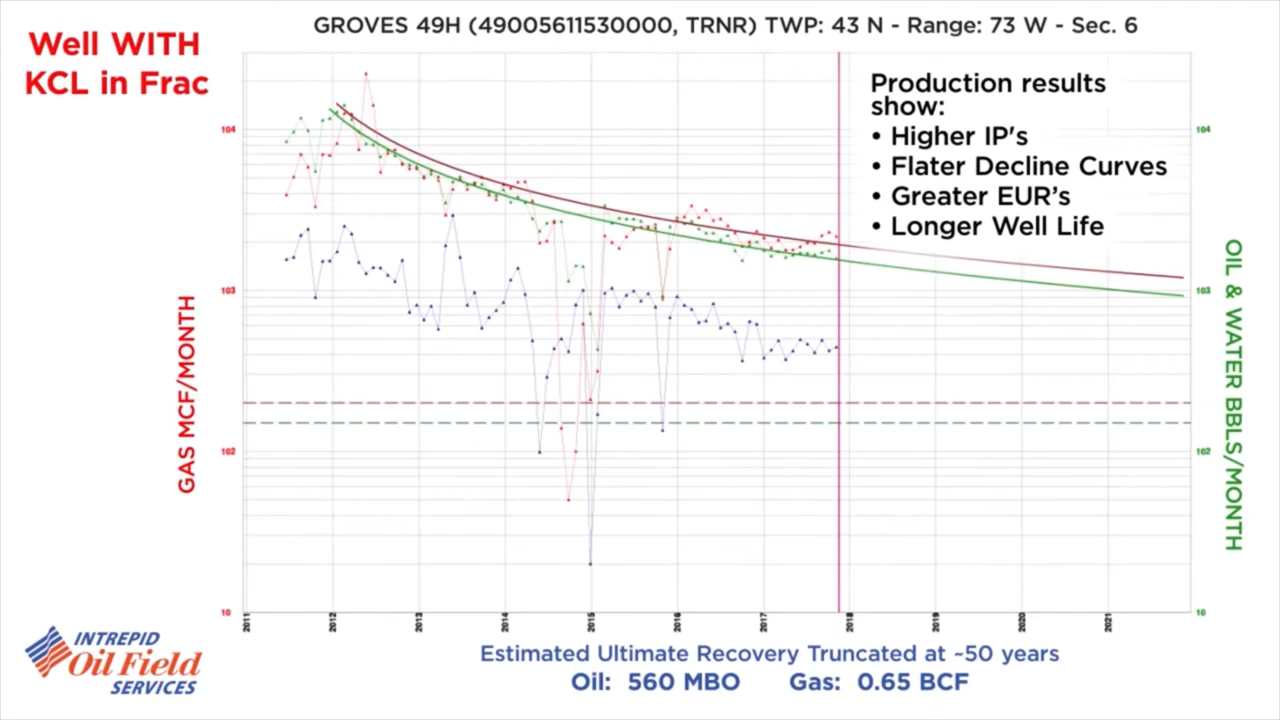 GROVES 49H (49005611530000, TRNR) TWP: 43 N - Range: 73 W - Sec. 6
Well WITH
KCL in Frac
Production results
show:
• Higher IP's
• Flater Decline Curves
• Greater EUR’s
• Longer Well Life
104
103
102
10
GAS MCF/MONTH
104
103
102
10
OIL & WATER BBLS/MONTH
2011
2012
2013
2014
2015
2016
2017
2018
2019
2020
2021
Estimated Ultimate Recovery Truncated at ~50 years
Oil: 560 MBO Gas: 0.65 BCF
INTREPID
Oil Field
SERVICES